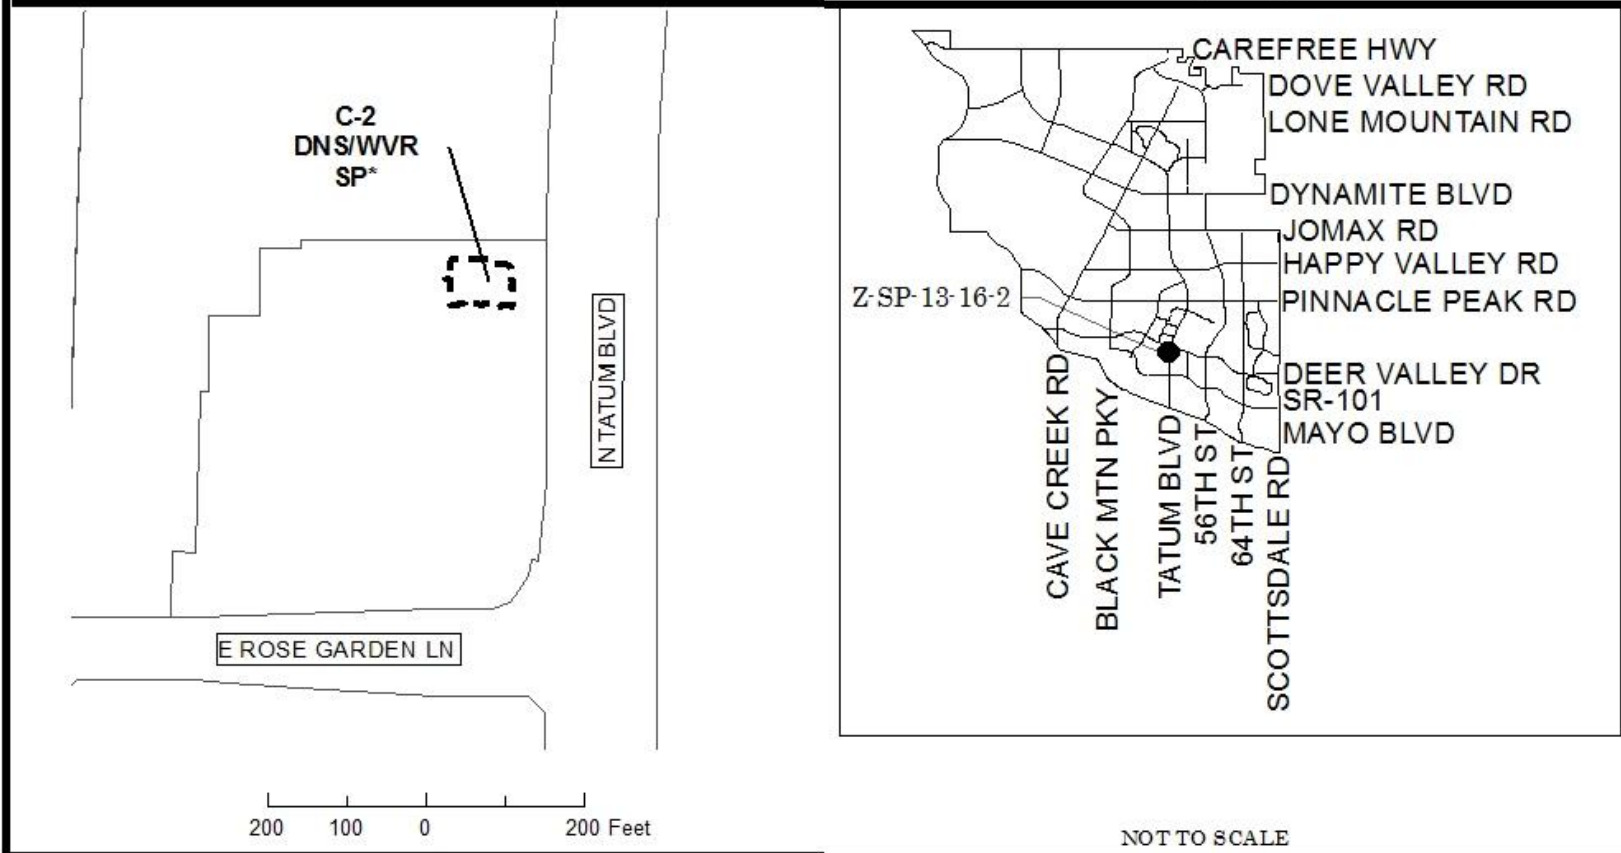 C-2
DNS/WVR
SP*
N TATUM BLVD
E ROSE GARDEN LN
200 100 0 200 Feet
CAREFREE HWY
DOVE VALLEY RD
LONE MOUNTAIN RD
DYNAMITE BLVD
JOMAX RD
HAPPY VALLEY RD
Z-SP-13-16-2
PINNACLE PEAK RD
DEER VALLEY DR
SR-101
MAYO BLVD
CAVE CREEK RD
BLACK MTN PKY
TATUM BLVD
56TH ST
64TH ST
SCOTTSDALE RD
NOT TO SCALE